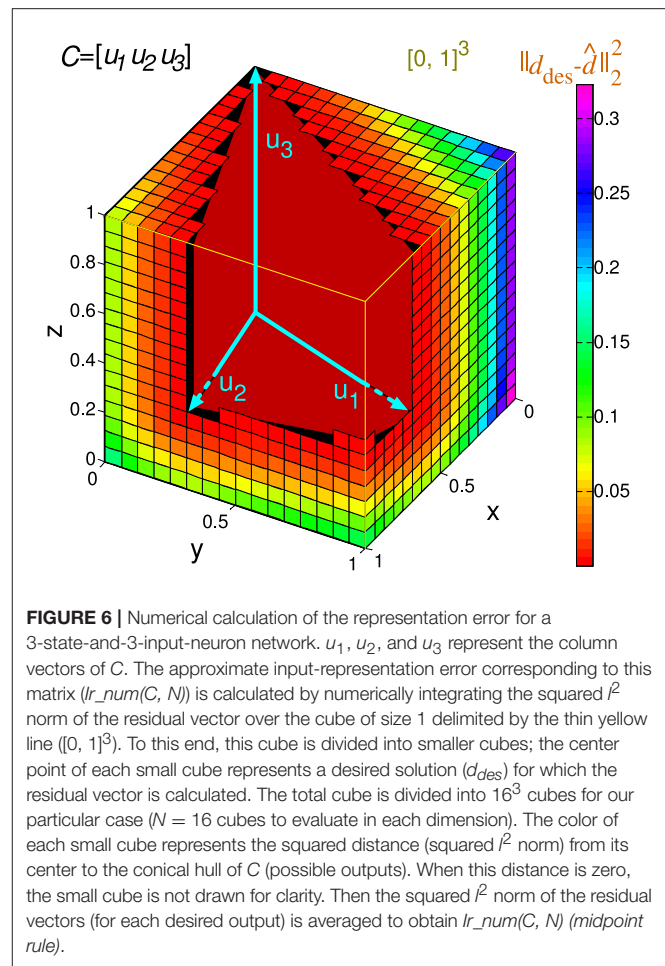 C=[u1 u2 u3]
[0, 1]^3
||d_des-d̂||_2^2
u3
u2
u1
1
0.8
0.6
0.4
0.2
0
z
0
0.5
1
y
1
0.5
0
x
0.3
0.25
0.2
0.15
0.1
0.05
FIGURE 6 | Numerical calculation of the representation error for a
3-state-and-3-input-neuron network. u1, u2, and u3 represent the column
vectors of C. The approximate input-representation error corresponding to this
matrix (Ir_num(C, N)) is calculated by numerically integrating the squared l^2
norm of the residual vector over the cube of size 1 delimited by the thin yellow
line ([0, 1]^3). To this end, this cube is divided into smaller cubes; the center
point of each small cube represents a desired solution (d_des) for which the
residual vector is calculated. The total cube is divided into 16^3 cubes for our
particular case (N = 16 cubes to evaluate in each dimension). The color of
each small cube represents the squared distance (squared l^2 norm) from its
center to the conical hull of C (possible outputs). When this distance is zero,
the small cube is not drawn for clarity. Then the squared l^2 norm of the residual
vectors (for each desired output) is averaged to obtain Ir_num(C, N) (midpoint
rule).